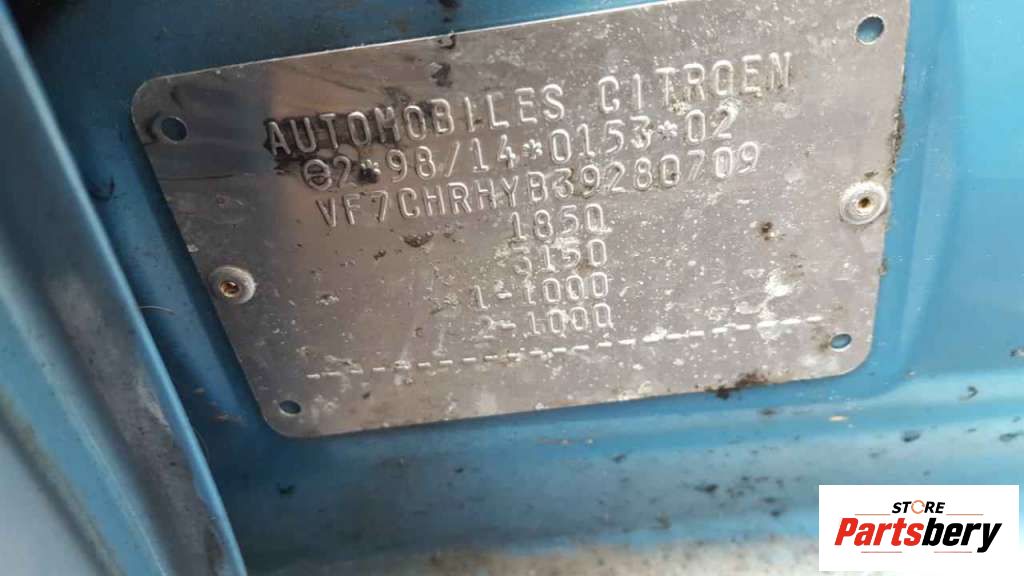 AUTOMOBILES CITROEN
e2*98/14*0153*02
VF7CHRHYB39280709
1850
3150
1-1000
2-1000
STORE
Partsbery